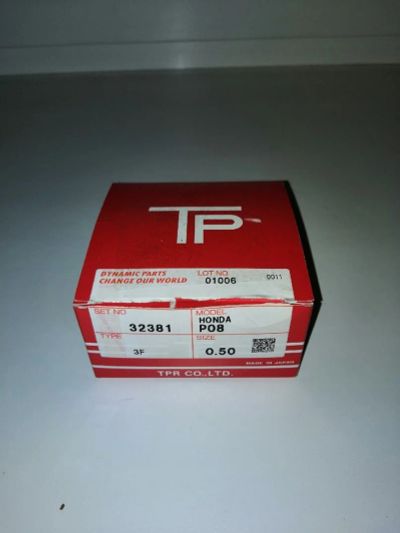 TP
DYNAMIC PARTS
CHANGE OUR WORLD
LOT NO
01006
0011
SET NO
32381
MODEL
HONDA
P08
TYPE
3F
SIZE
0.50
MADE IN JAPAN
TPR CO.,LTD.